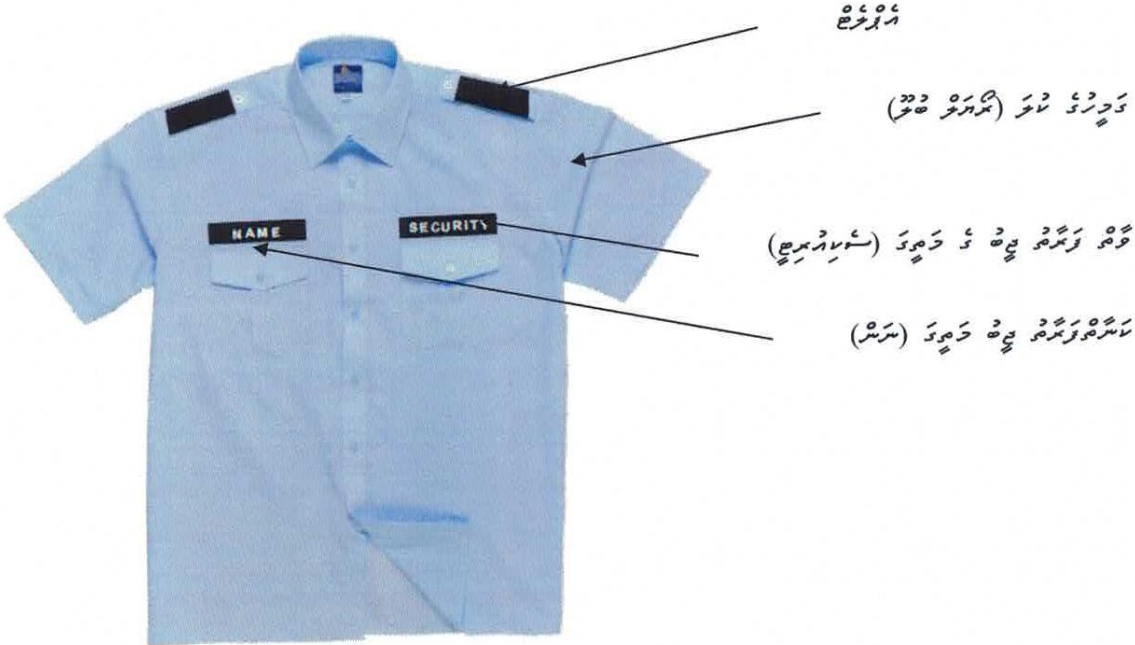 އެޕްލެޓް
ގަމީހުގެ ކުލަ (ރޯޔަލް ބުލޫ)
ވާތް ފަރާތު ޖީބު ގެ މަތީގަ (ސެކިއުރިޓީ)
ކަނާތްފަރާތު ޖީބު މަތީގަ (ނަން)
NAME
SECURITY